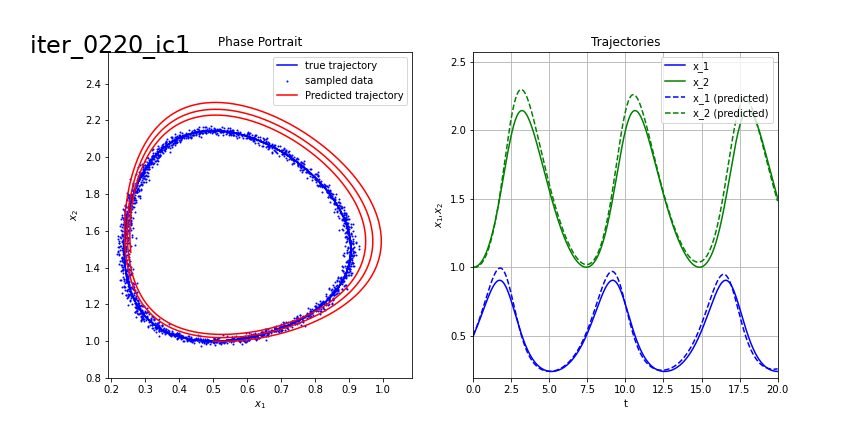 iter_0220_ic1
Phase Portrait
true trajectory
sampled data
Predicted trajectory
2.4
2.2
2.0
1.8
1.6
1.4
1.2
1.0
0.8
x_2
0.2 0.3 0.4 0.5 0.6 0.7 0.8 0.9 1.0
x_1
Trajectories
x_1
x_2
x_1 (predicted)
x_2 (predicted)
2.5
2.0
1.5
1.0
0.5
x_1,x_2
0.0 2.5 5.0 7.5 10.0 12.5 15.0 17.5 20.0
t